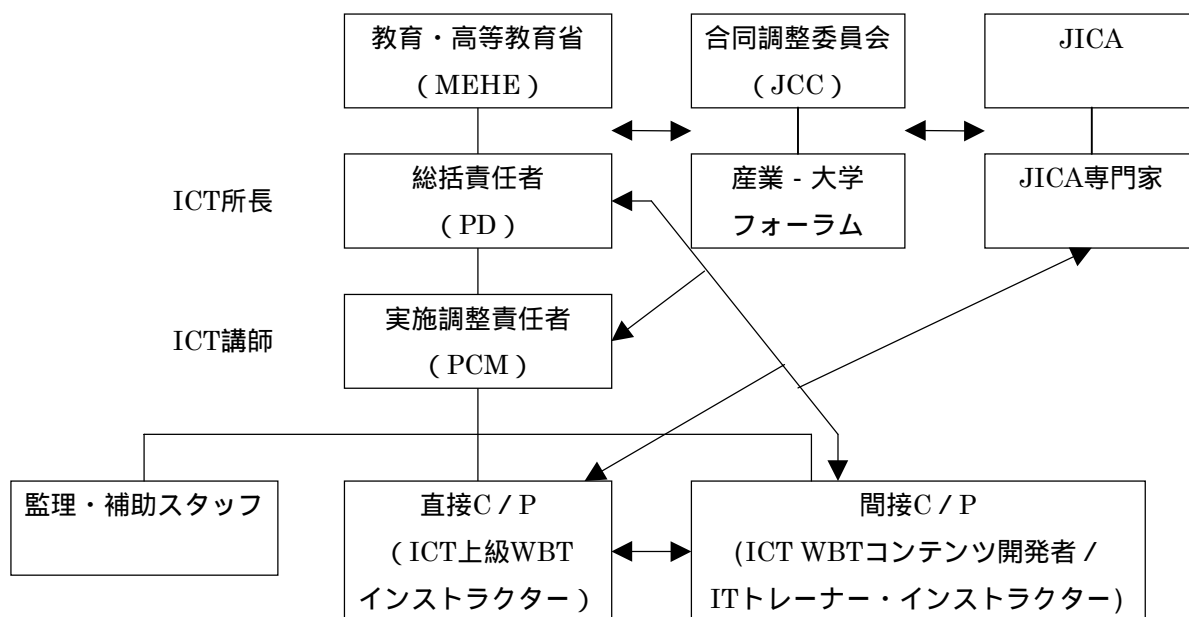 教育・高等教育省
( MEHE )
合同調整委員会
( JCC )
JICA
ICT所長
総括責任者
( PD )
産業 - 大学
フォーラム
JICA専門家
ICT講師
実施調整責任者
( PCM )
監理・補助スタッフ
直接C / P
( ICT上級WBT
インストラクター )
間接C / P
(ICT WBTコンテンツ開発者 /
ITトレーナー・インストラクター)